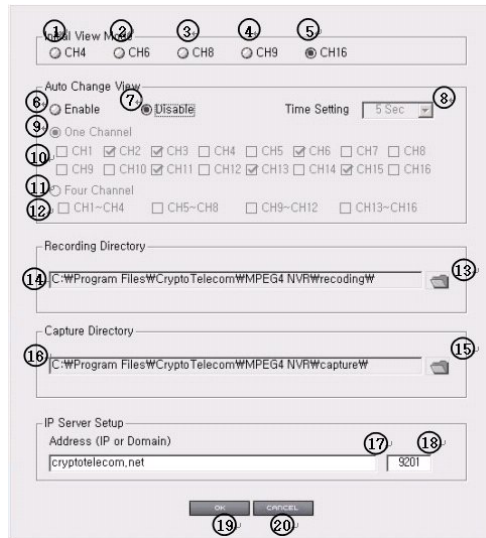 ① ② ③ ④ ⑤
Initial View Mode
CH4 CH6 CH8 CH9 CH16
Auto Change View
⑥ Enable ⑦ Disable Time Setting 5 Sec ⑧
⑨ One Channel
⑩ CH1 CH2 CH3 CH4 CH5 CH6 CH7 CH8
CH9 CH10 CH11 CH12 CH13 CH14 CH15 CH16
⑪ Four Channel
⑫ CH1~CH4 CH5~CH8 CH9~CH12 CH13~CH16
Recording Directory
⑬
⑭ C:₩Program Files₩CryptoTelecom₩MPEG4 NVR₩recoding₩
Capture Directory
⑮
⑯ C:₩Program Files₩CryptoTelecom₩MPEG4 NVR₩capture₩
IP Server Setup
Address (IP or Domain) ⑰ ⑱
cryptotelecom,net 9201
OK CANCEL
⑲ ⑳